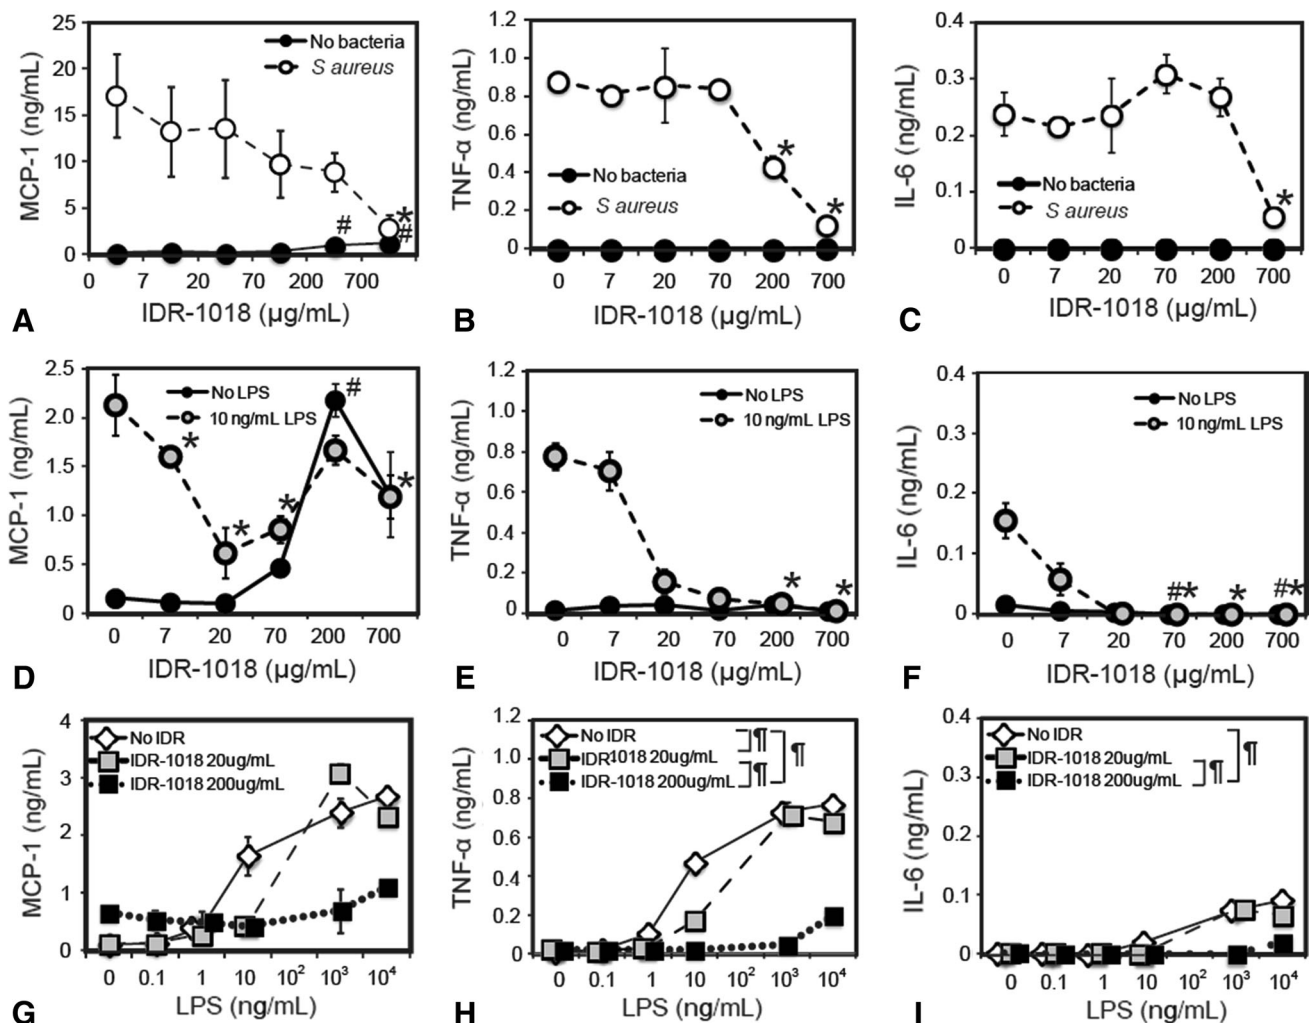 25
20
15
10
5
0
MCP-1 (ng/mL)
No bacteria
S aureus
#
*
#
0 7 20 70 200 700
IDR-1018 (µg/mL)
A
1.2
1.0
0.8
0.6
0.4
0.2
0
TNF-α (ng/mL)
No bacteria
S aureus
*
*
0 7 20 70 200 700
IDR-1018 (µg/mL)
B
0.4
0.3
0.2
0.1
0
IL-6 (ng/mL)
No bacteria
S aureus
*
0 7 20 70 200 700
IDR-1018 (µg/mL)
C
2.5
2.0
1.5
1.0
0.5
0
MCP-1 (ng/mL)
No LPS
10 ng/mL LPS
*
*
*
#
*
0 7 20 70 200 700
IDR-1018 (µg/mL)
D
1.2
1.0
0.8
0.6
0.4
0.2
0
TNF-α (ng/mL)
No LPS
10 ng/mL LPS
*
*
0 7 20 70 200 700
IDR-1018 (µg/mL)
E
0.4
0.3
0.2
0.1
0
IL-6 (ng/mL)
No LPS
10 ng/mL LPS
#*
*
#*
0 7 20 70 200 700
IDR-1018 (µg/mL)
F
4
3
2
1
0
MCP-1 (ng/mL)
No IDR
IDR-1018 20ug/mL
IDR-1018 200ug/mL
0 0.1 1 10 10² 10³ 10⁴
LPS (ng/mL)
G
1.2
1.0
0.8
0.6
0.4
0.2
0
TNF-α (ng/mL)
No IDR
IDR-1018 20ug/mL
IDR-1018 200ug/mL
¶
¶
¶
0 0.1 1 10 10² 10³ 10⁴
LPS (ng/mL)
H
0.4
0.3
0.2
0.1
0
IL-6 (ng/mL)
No IDR
IDR-1018 20ug/mL
IDR-1018 200ug/mL
¶
¶
0 0.1 1 10 10² 10³ 10⁴
LPS (ng/mL)
I